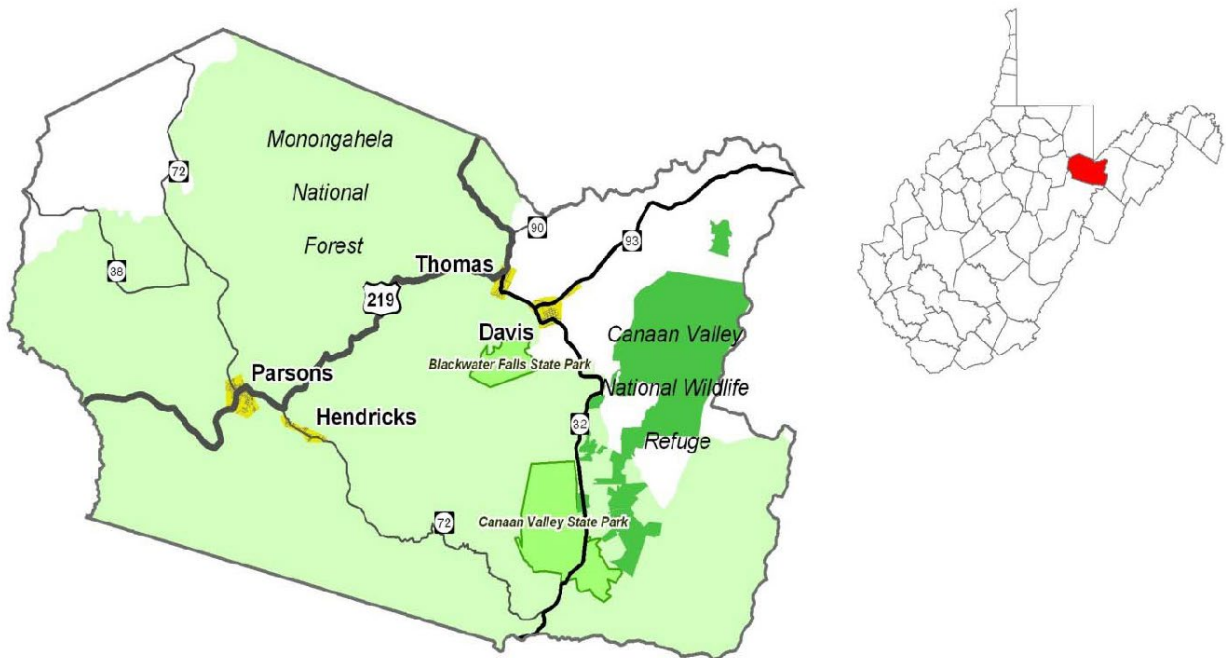 Monongahela
National
Forest
72
90
93
38
219
Thomas
Davis
Blackwater Falls State Park
Canaan Valley
National Wildlife
Refuge
Parsons
Hendricks
32
Canaan Valley State Park
72